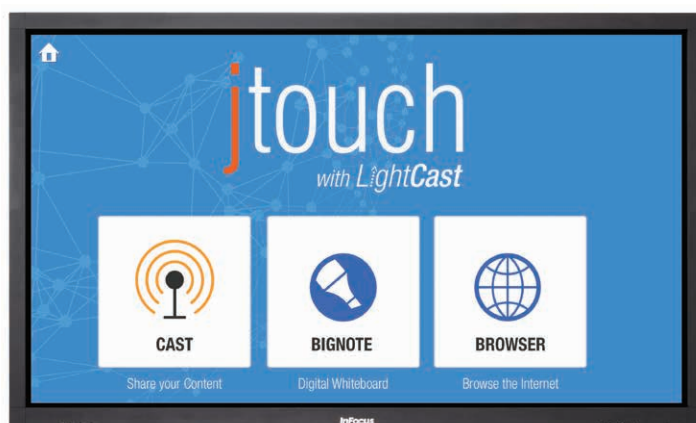 jtouch
with LightCast
CAST
BIGNOTE
BROWSER
Share your Content
Digital Whiteboard
Browse the Internet
InFocus